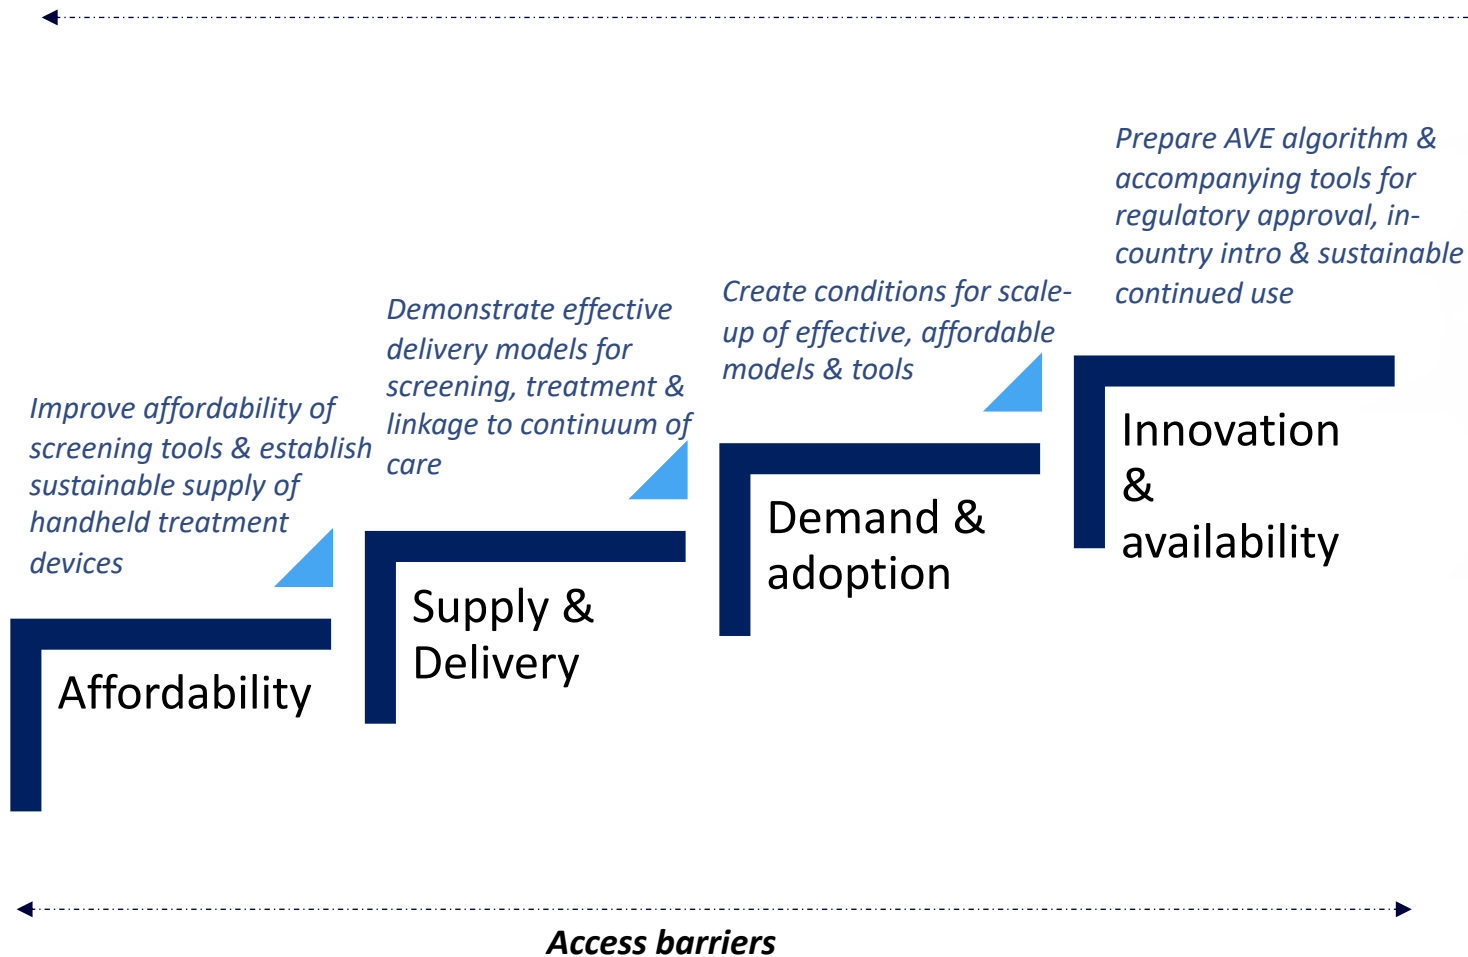 Improve affordability of
screening tools & establish
sustainable supply of
handheld treatment
devices
Affordability
Demonstrate effective
delivery models for
screening, treatment &
linkage to continuum of
care
Supply &
Delivery
Create conditions for scale-
up of effective, affordable
models & tools
Demand &
adoption
Prepare AVE algorithm &
accompanying tools for
regulatory approval, in-
country intro & sustainable
continued use
Innovation
&
availability
Access barriers